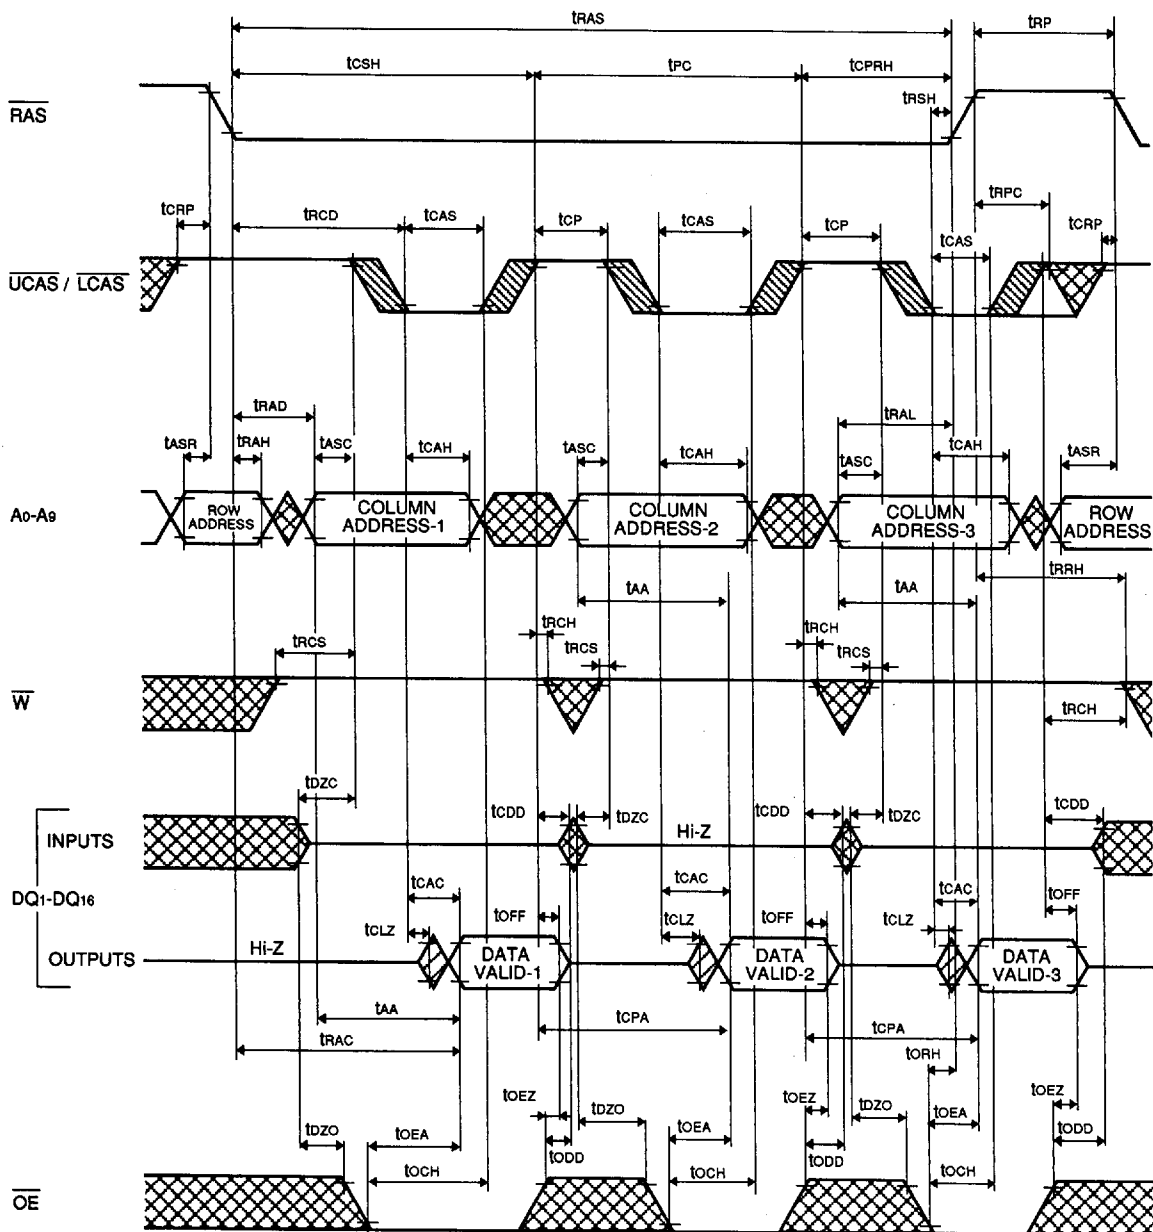 tRAS tRP
tCSH tPC tCPRH
tRSH
RAS
tRPC
tCRP tRCD tCAS tCP tCAS tCP tCAS tCRP
UCAS / LCAS
tRAD tRAL
tASR tRAH tASC tCAH tASC tCAH tASC tCAH tASR
A0-A9 ROW ADDRESS COLUMN ADDRESS-1 COLUMN ADDRESS-2 COLUMN ADDRESS-3 ROW ADDRESS
tRRH
tAA tAA
tRCH tRCH
tRCS tRCS tRCS
W
tRCH
tDZC tCDD tDZC tCDD tDZC tCDD
INPUTS Hi-Z
DQ1-DQ16
tCAC tCAC tCAC
tCLZ tOFF tCLZ tOFF tCLZ tOFF
OUTPUTS Hi-Z DATA VALID-1 DATA VALID-2 DATA VALID-3
tAA tCPA tCPA
tRAC tORH
tOEZ tOEZ tOEZ
tDZO tOEA tDZO tOEA tDZO tOEA tODD
tOCH tODD tOCH tODD tOCH
OE